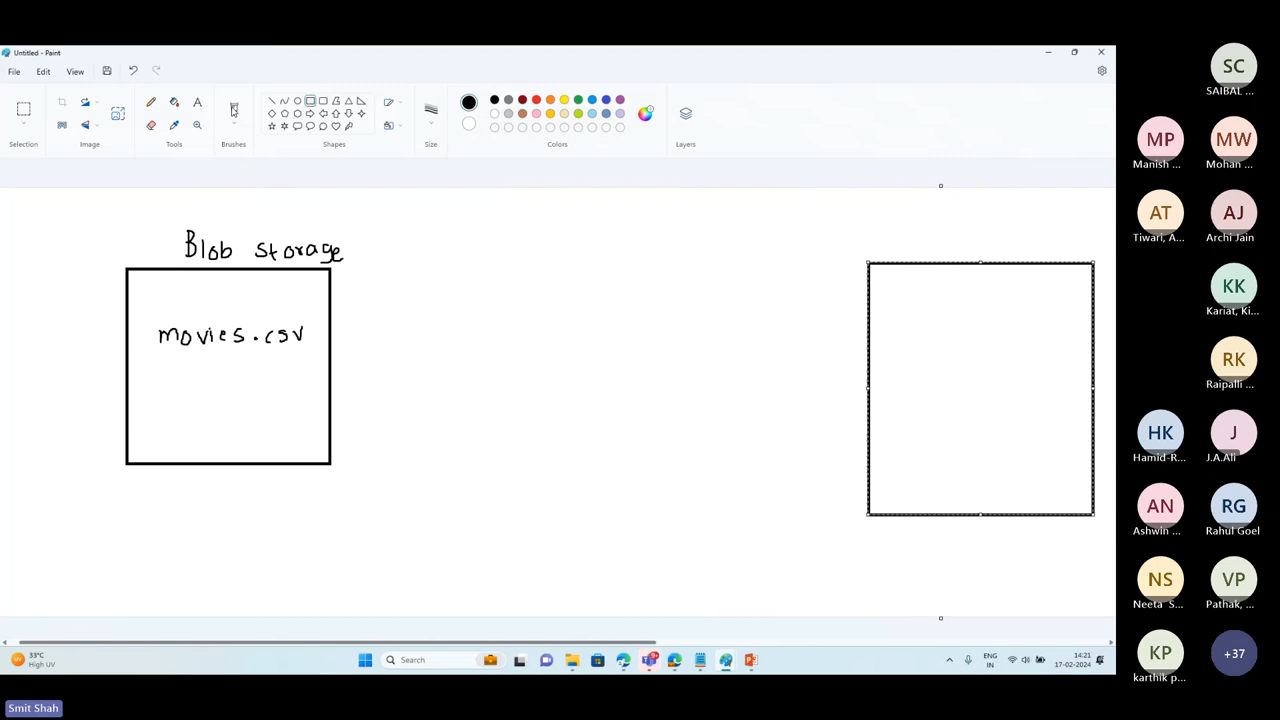 Untitled - Paint
File Edit View
Selection Image Tools Brushes Shapes Size Colors Layers
Blob storage
movies.csv
33°C
High UV
Search
ENG
IN
14:21
17-02-2024
SC
SAIBAL ...
MP MW
Manish ... Mohan ...
AT AJ
Tiwari, A... Archi Jain
KK
Kariat, Ki...
RK
Raipalli ...
HK J
Hamid-R... J.A.Ali
AN RG
Ashwin ... Rahul Goel
NS VP
Neeta S... Pathak, ...
KP +37
karthik p...
Smit Shah